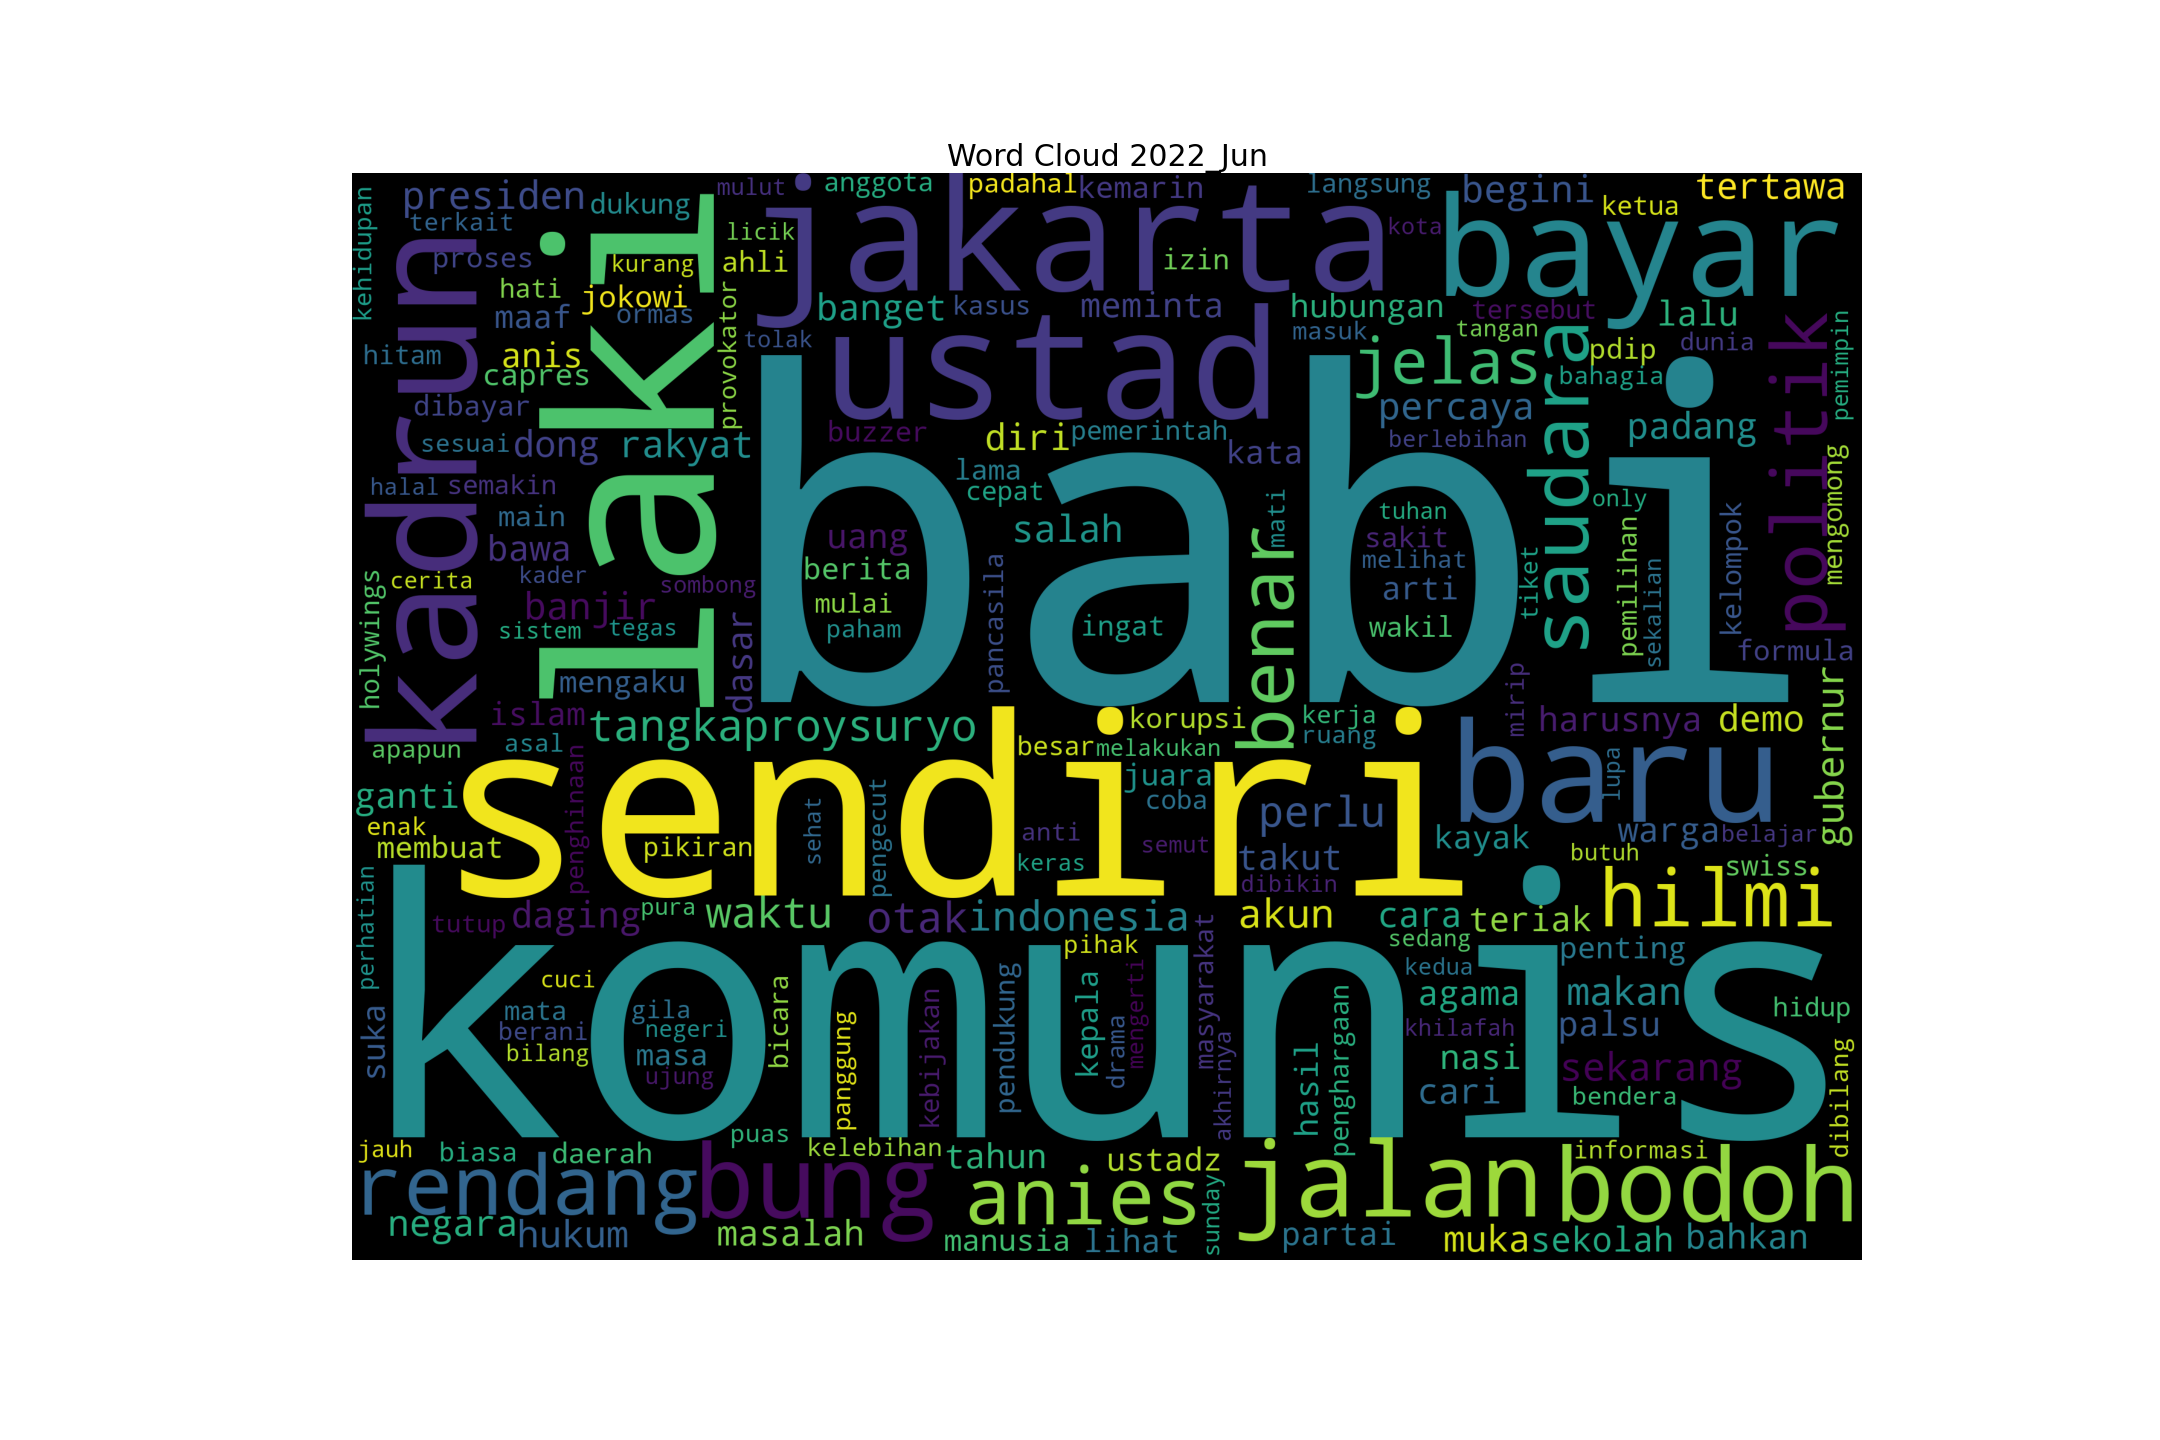 Word Cloud 2022_Jun
presiden
dukung
mulut
anggota
padahal
kemarin
langsung
begini
ketua
tertawa
kehidupan
terkait
proses
licik
kurang
ahli
jakarta
izin
kota
bayar
kadrun
laki
hati
jokowi
maaf
ormas
provokator
banget
kasus
meminta
hubungan
tersebut
lalu
hitam
anis
capres
tolak
ustad
masuk
tangan
jelas
pdip
dunia
bahagia
politik
pemimpin
dibayar
sesuai
dong
rakyat
buzzer
diri
pemerintah
kata
percaya
berlebihan
saudara
padang
halal
semakin
lama
cepat
only
mengomong
main
bawa
babi
uang
salah
mati
tuhan
sakit
melihat
arti
tiket
pemilihan
sekalian
kelompok
cerita
kader
sombong
berita
mulai
paham
pancasila
ingat
benar
wakil
holywings
banjir
sistem
tegas
mengaku
dasar
mirip
formula
gubernur
islam
tangkaproysuryo
korupsi
kerja
ruang
harusnya
demo
apapun
asal
besar
melakukan
juara
coba
baru
lupa
ganti
penghinaan
sendiri
enak
membuat
pikiran
sehat
pengecut
anti
keras
semut
perlu
takut
dibikin
kayak
warga
belajar
butuh
swiss
perhatian
tutup
daging
pura
waktu
otak
indonesia
akun
cara
teriak
hilmi
pihak
sedang
kedua
penting
komunis
cuci
mata
berani
bilang
gila
negeri
masa
ujung
bicara
panggung
kebijakan
pendukung
kepala
drama
mengerti
masyarakat
akhirnya
hasil
penghargaan
agama
khilafah
nasi
cari
makan
palsu
sekarang
bendera
hidup
dibilang
suka
jauh
biasa
daerah
puas
kelebihan
tahun
ustadz
sunday
jalan
informasi
bodoh
rendang
bung
anies
negara
hukum
masalah
manusia
lihat
partai
muka
sekolah
bahkan